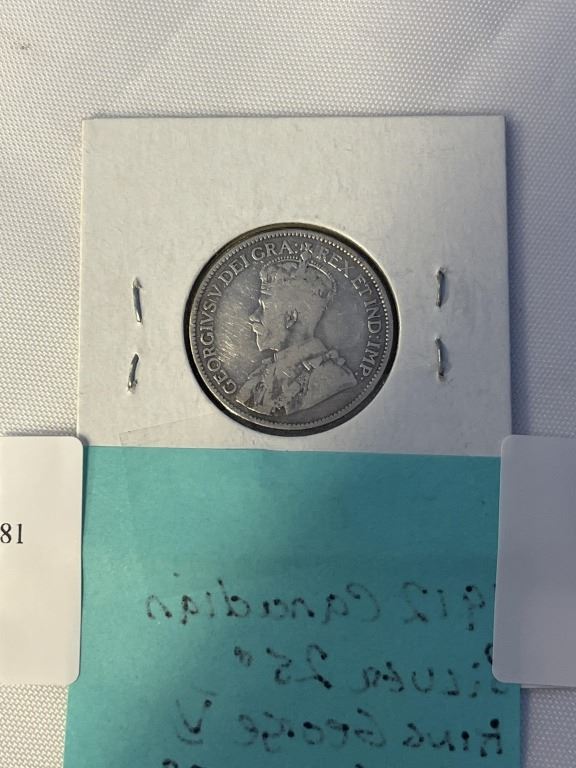 GEORGIVS V DEI GRA: REX ET IND: IMP:
81
1912 Canadian
Silver 25¢
King George V